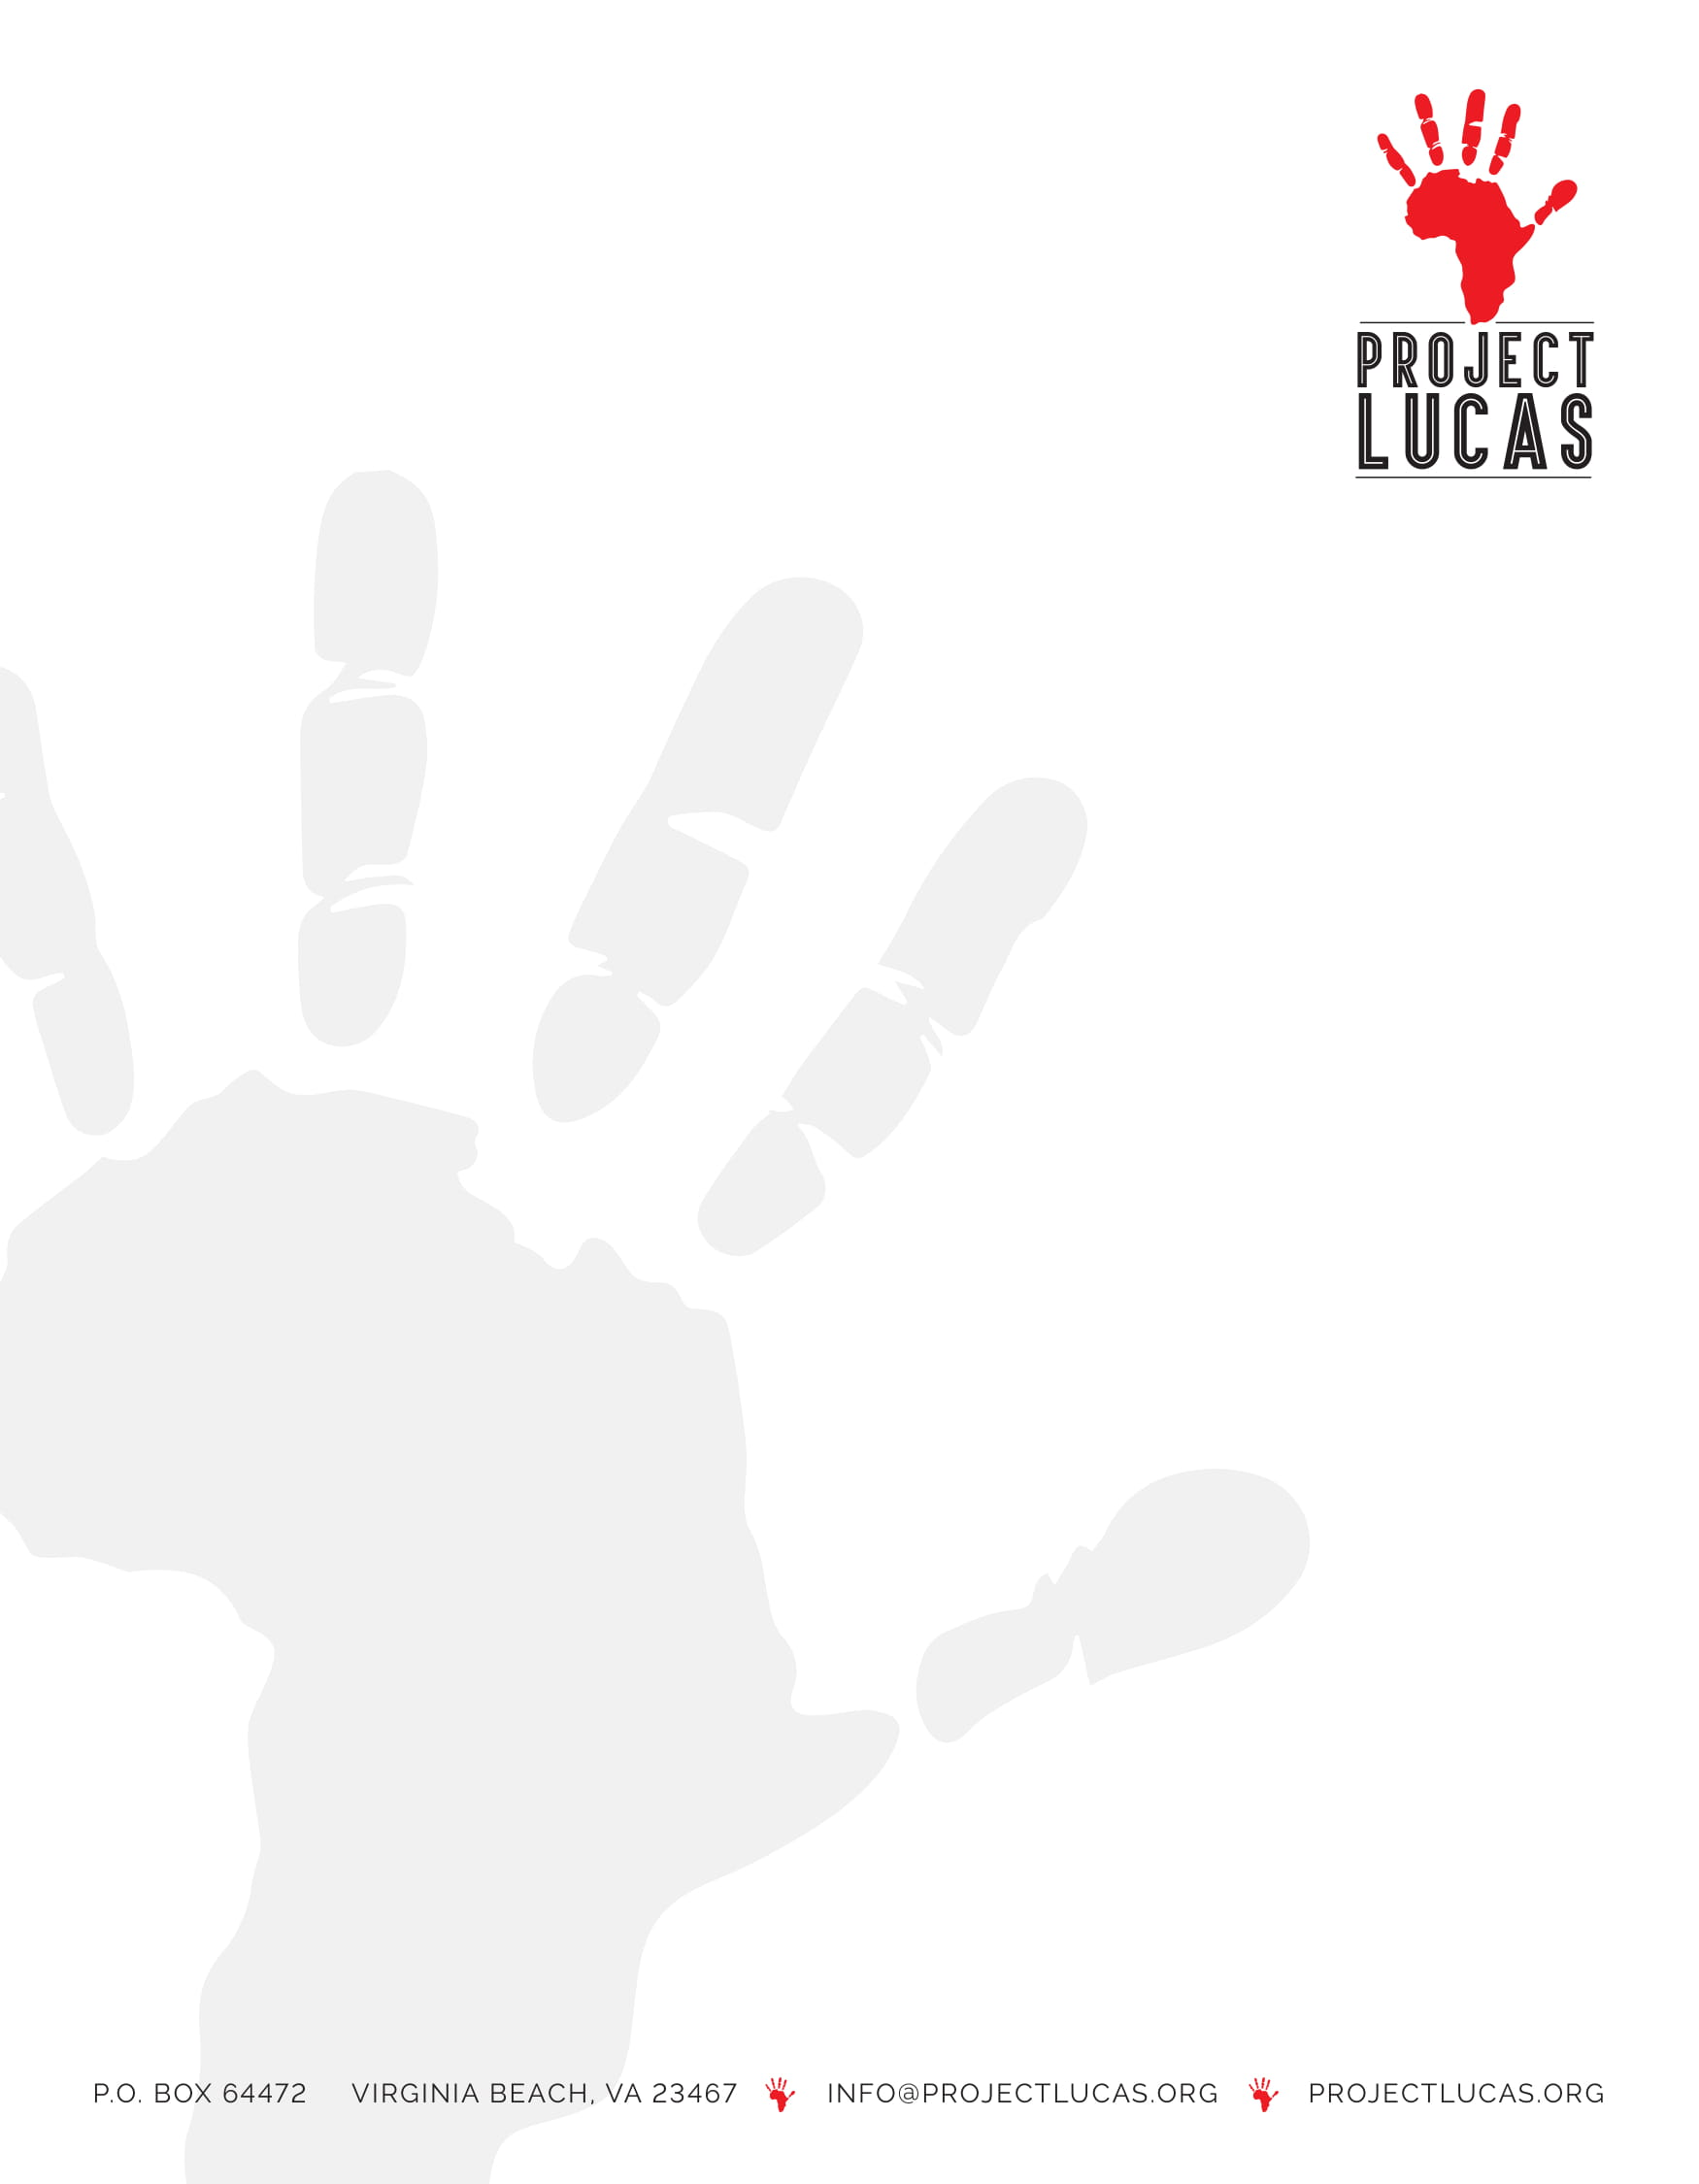 PROJECT
LUCAS
P.O. BOX 64472 VIRGINIA BEACH, VA 23467 INFO@PROJECTLUCAS.ORG PROJECTLUCAS.ORG